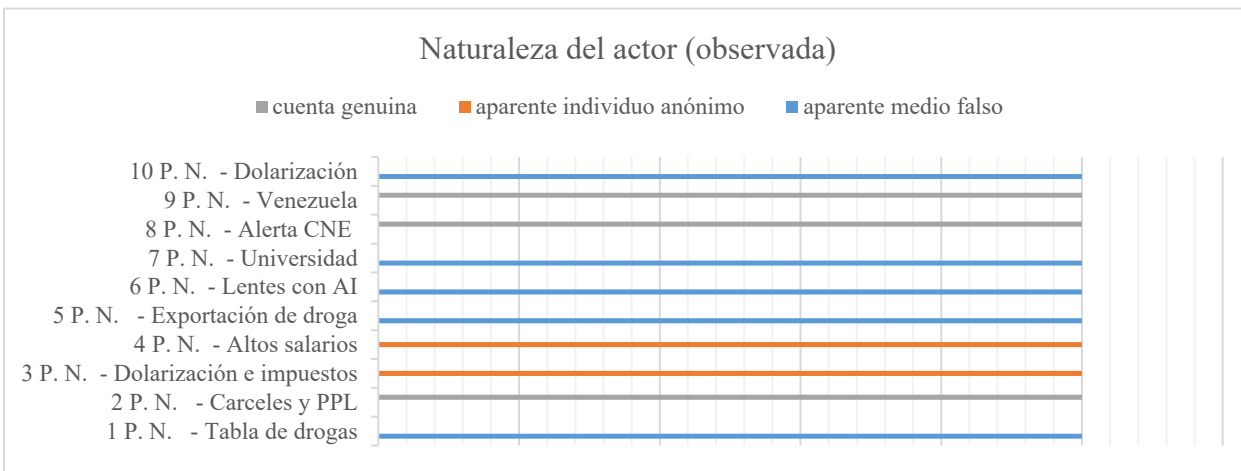 Naturaleza del actor (observada)
cuenta genuina aparente individuo anónimo aparente medio falso
10 P. N. - Dolarización
9 P. N. - Venezuela
8 P. N. - Alerta CNE
7 P. N. - Universidad
6 P. N. - Lentes con AI
5 P. N. - Exportación de droga
4 P. N. - Altos salarios
3 P. N. - Dolarización e impuestos
2 P. N. - Carceles y PPL
1 P. N. - Tabla de drogas